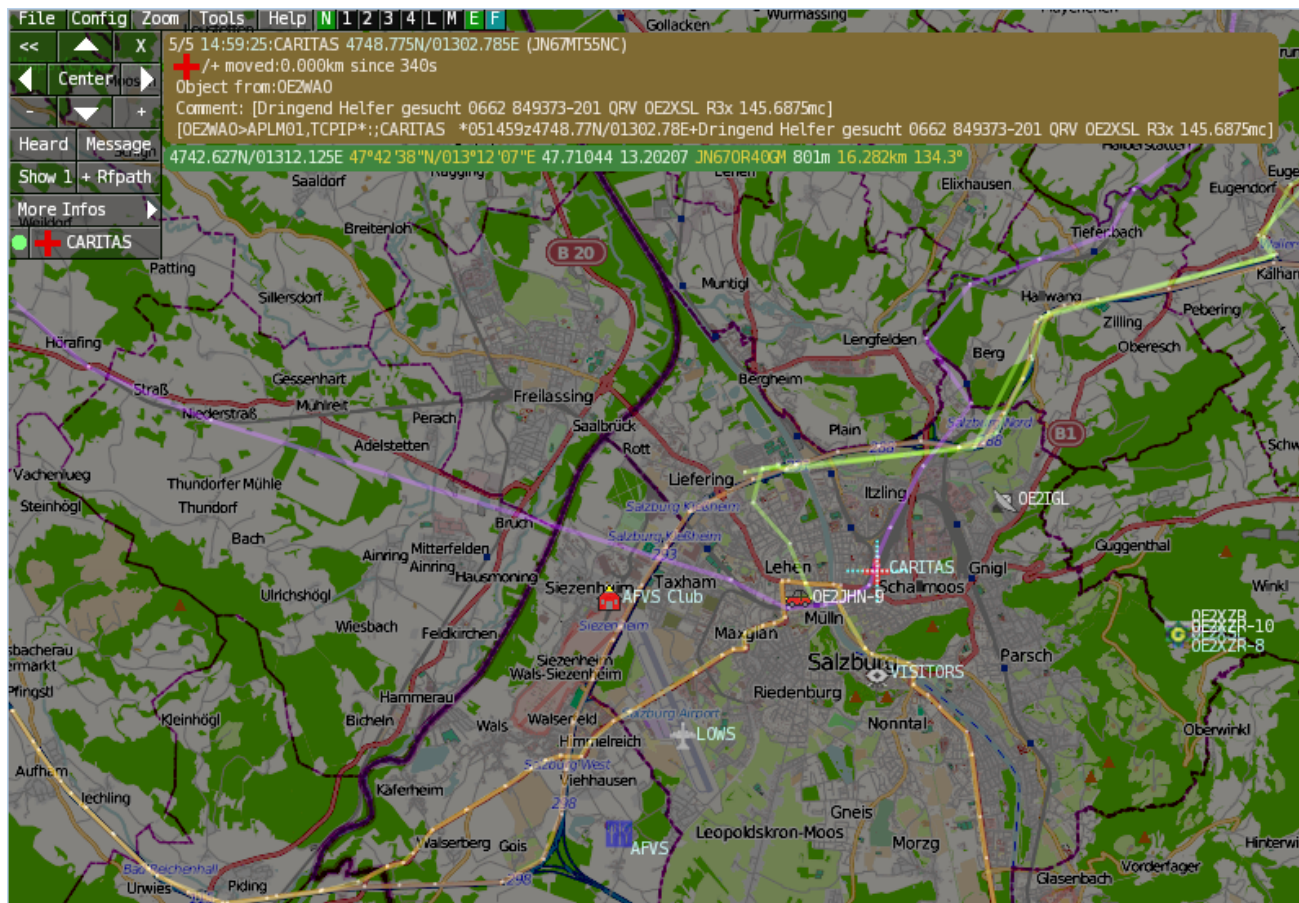 File Config Zoom Tools Help N 1 2 3 4 L M E F
Gollacken
Wurmassing
<< X
Center
- +
Heard Message
Show 1 + Rfpath
More Infos
CARITAS
5/5 14:59:25:CARITAS 4748.775N/01302.785E (JN67MT55NC)
/+ moved:0.000km since 340s
Object from:OE2WAO
Comment: [Dringend Helfer gesucht 0662 849373-201 QRV OE2XSL R3x 145.6875mc]
[OE2WAO>APLM01,TCPIP*:;CARITAS *051459z4748.77N/01302.78E+Dringend Helfer gesucht 0662 849373-201 QRV OE2XSL R3x 145.6875mc]
4742.627N/01312.125E 47°42'38"N/013°12'07"E 47.71044 13.20207 JN67OR40GM 801m 16.282km 134.3°
Saaldorf
Elixhausen
Eugendorf
Breitenloh
Tiefenbach
B 20
Patting
Muntigl
Sillersdorf
Hallwang
Pebering
Zilling
Hörafing
Lengfelden
Oberesch
Berg
Gessenhart
Bergheim
Straß
Freilassing
Mühlreit
Niederstraß
Perach
Saalbrück
Salzburg Nord
Plain
B1
Adelstetten
Rott
288
268
Vachenlueg
Liefering
Thundorfer Mühle
Itzling
Steinhögl
Thundorf
OE2IGL
Salzburg Kleßheim
Bruch
Bach
Salzburg Kleßheim
Mitterfelden
293
Guggenthal
Ainring
Ainring
Lehen
CARITAS
Gnigl
Hausmoning
Taxham
Siezenheim
Schallmoos
Winkl
Ulrichshögl
AFVS Club
OE2JHN-9
OE2XZR
Mülln
OE2XZR-10
Wiesbach
Siezenheim
Maxglan
Feldkirchen
OE2XZR-8
Parsch
Siezenheim
Salzburg
Wals-Siezenheim
VISITORS
Riedenburg
Hammerau
Kleinhögl
Bicheln
Walserfeld
Wals
Salzburg Airport
Nonntal
Oberwinkl
LOWS
Himmelreich
Salzburg West
Aufham
Viehhausen
Käferheim
Jechling
298
Gneis
Leopoldskron-Moos
Walserberg
Gois
AFVS
Morzg
Bad Reichenhall
Vorderfager
Urwies
Piding
298
Glasenbach